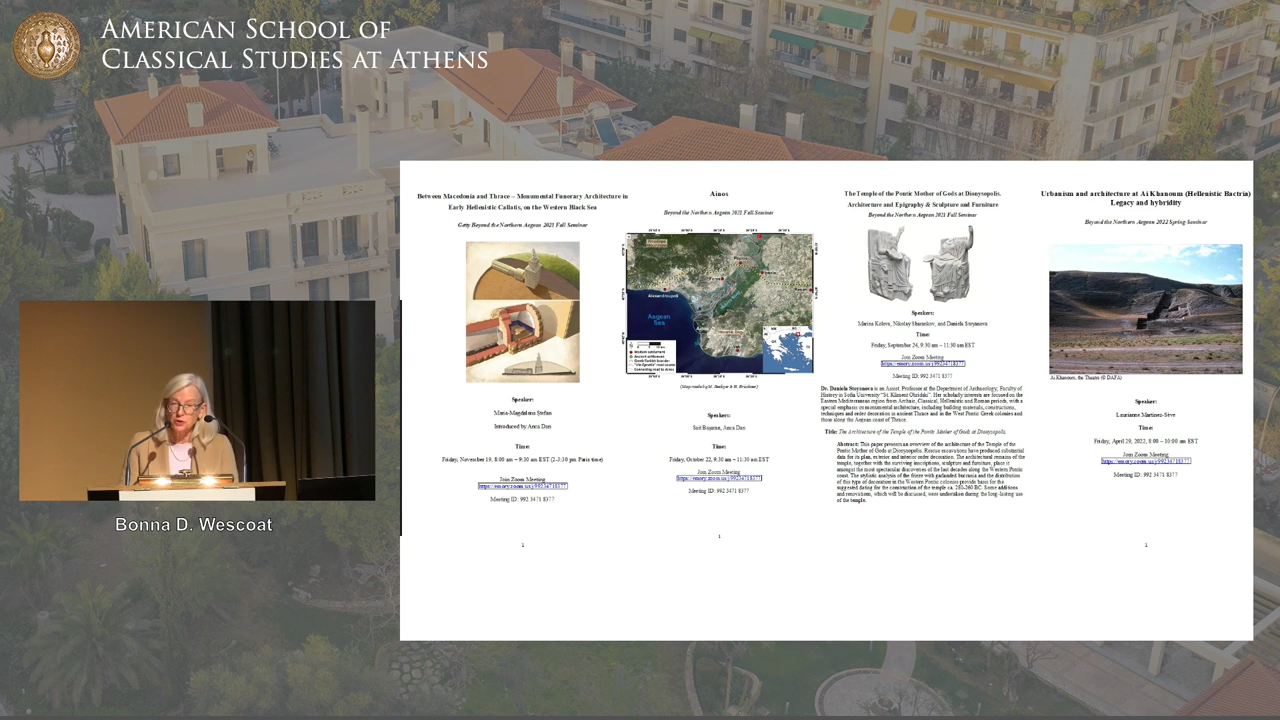 AMERICAN SCHOOL OF
CLASSICAL STUDIES AT ATHENS
Between Macedonia and Thrace – Monumental Funerary Architecture in
Early Hellenistic Callatis, on the Western Black Sea
Getty Beyond the Northern Aegean 2021 Fall Seminar
Speaker:
Maria-Magdalena Ștefan
Introduced by Anca Dan
Time:
Friday, November 19, 8:00 am – 9:30 am EST (2-3:30 pm Paris time)
Join Zoom Meeting
https://emory.zoom.us/j/99234718377
Meeting ID: 992 3471 8377
1
Ainos
Beyond the Northern Aegean 2021 Fall Seminar
Alexandroupoli
Aegean
Sea
Modern settlement
Ancient settlement
Speakers:
Sait Başaran, Anca Dan
Time:
Friday, October 22, 9:30 am – 11:30 am EST
Join Zoom Meeting
https://emory.zoom.us/j/99234718377
Meeting ID: 992 3471 8377
1
The Temple of the Pontic Mother of Gods at Dionysopolis.
Architecture and Epigraphy & Sculpture and Furniture
Beyond the Northern Aegean 2021 Fall Seminar
Speakers:
Marina Koleva, Nikolay Sharankov, and Daniela Stoyanova
Time:
Friday, September 24, 9:30 am – 11:30 am EST
Join Zoom Meeting
https://emory.zoom.us/j/99234718377
Meeting ID: 992 3471 8377
Dr. Daniela Stoyanova is an Assoc. Professor at the Department of Archaeology, Faculty of
History in Sofia University "St. Kliment Ohridski". Her scholarly interests are focused on the
Eastern Mediterranean region from Archaic, Classical, Hellenistic and Roman periods, with a
special emphasis on monumental architecture, including building materials, constructions,
techniques and order decoration in ancient Thrace and in the West Pontic Greek colonies and
those along the Aegean coast of Thrace.
Title: The Architecture of the Temple of the Pontic Mother of Gods at Dionysopolis
Abstract: This paper presents an overview of the architecture of the Temple of the
Pontic Mother of Gods at Dionysopolis. Rescue excavations have produced substantial
data for its plan, exterior and interior order decoration. The architectural remains of the
temple, together with the surviving inscriptions, sculpture and furniture, place it
amongst the most spectacular discoveries of the last decades along the Western Pontic
coast. The stylistic analysis of the frieze with garlanded bucrania and the distribution
of this type of decoration in the Western Pontic colonies provide basis for the
suggested dating for the construction of the temple ca. 280-260 BC. Some additions
and renovations, which will be discussed, were undertaken during the long-lasting use
of the temple.
Urbanism and architecture at Ai Khanoum (Hellenistic Bactria)
Legacy and hybridity
Beyond the Northern Aegean 2022 Spring Seminar
Ai Khanoum, the Theatre (© DAFA)
Speaker:
Laurianne Martinez-Sève
Time:
Friday, April 29, 2022, 8:00 – 10:00 am EST
Join Zoom Meeting
https://emory.zoom.us/j/99234718377
Meeting ID: 992 3471 8377
1
Bonna D. Wescoat